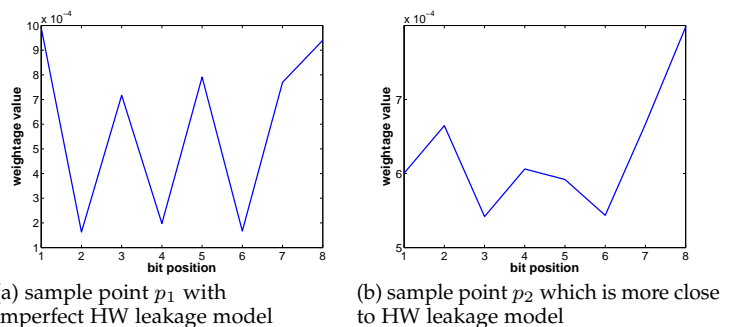 x 10⁻⁴
10
9
8
7
6
5
4
3
2
1
weightage value
1 2 3 4 5 6 7 8
bit position
(a) sample point p₁ with
imperfect HW leakage model
x 10⁻⁴
7
6
5
weightage value
1 2 3 4 5 6 7 8
bit position
(b) sample point p₂ which is more close
to HW leakage model